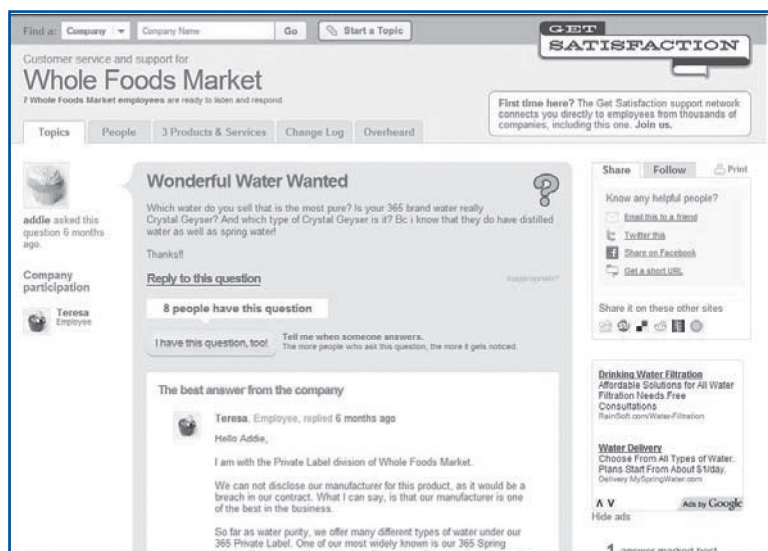 Find a: Company Company Name Go Start a Topic
GET
SATISFACTION
Customer service and support for
Whole Foods Market
7 Whole Foods Market employees are ready to listen and respond.
First time here? The Get Satisfaction support network
connects you directly to employees from thousands of
companies, including this one. Join us.
Topics People 3 Products & Services Change Log Overheard
addie asked this
question 6 months
ago.
Company
participation
Teresa
Employee
Wonderful Water Wanted
Which water do you sell that is the most pure? Is your 365 brand water really
Crystal Geyser? And which type of Crystal Geyser is it? Bc i know that they do have distilled
water as well as spring water!
Thanks!!
Reply to this question
Inappropriate?
8 people have this question
I have this question, too!
Tell me when someone answers.
The more people who ask this question, the more it gets noticed.
The best answer from the company
Teresa, Employee, replied 6 months ago
Hello Addie,
I am with the Private Label division of Whole Foods Market.
We can not disclose our manufacturer for this product, as it would be a
breach in our contract. What I can say, is that our manufacturer is one
of the best in the business.
So far as water purity, we offer many different types of water under our
365 Private Label. One of our most widely known is our 365 Spring
Share Follow Print
Know any helpful people?
Email this to a friend
Twitter this
Share on Facebook
Get a short URL
Share it on these other sites
Drinking Water Filtration
Affordable Solutions for All Water
Filtration Needs.Free
Consultations
RainSoft.com/Water-Filtration
Water Delivery
Choose From All Types of Water.
Plans Start From About $1/day.
Delivery.MySpringWater.com
Ads by Google
Hide ads
1 answer marked best